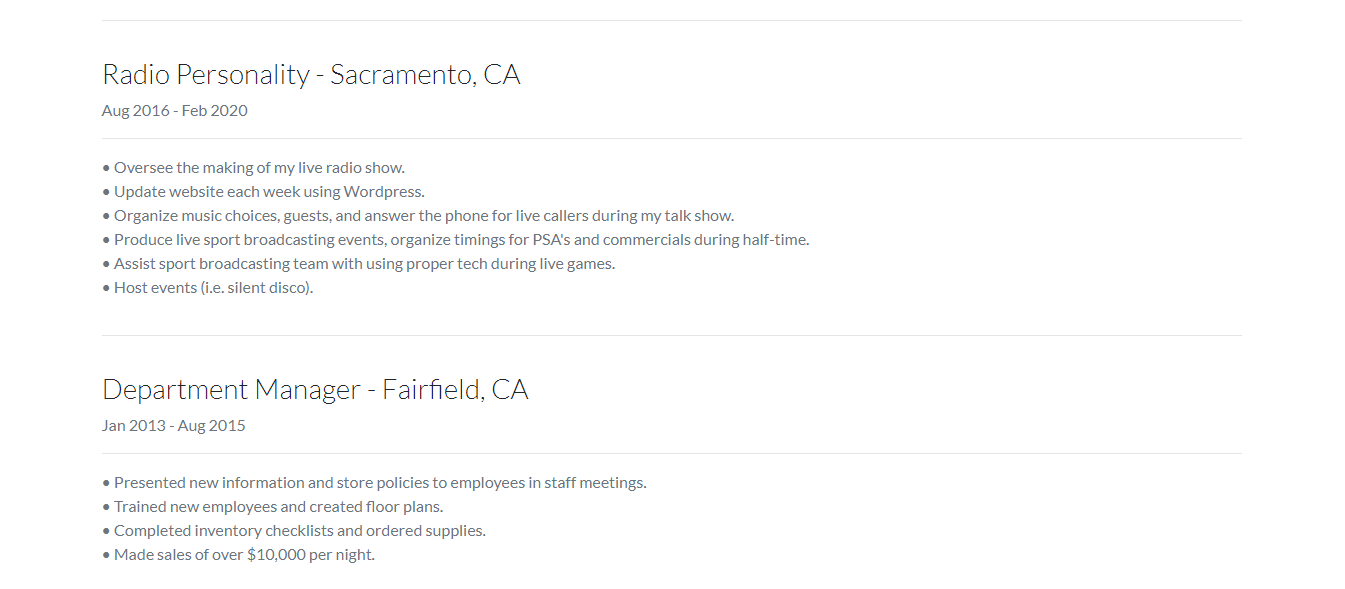 Radio Personality - Sacramento, CA
Aug 2016 - Feb 2020
• Oversee the making of my live radio show.
• Update website each week using Wordpress.
• Organize music choices, guests, and answer the phone for live callers during my talk show.
• Produce live sport broadcasting events, organize timings for PSA's and commercials during half-time.
• Assist sport broadcasting team with using proper tech during live games.
• Host events (i.e. silent disco).
Department Manager - Fairfield, CA
Jan 2013 - Aug 2015
• Presented new information and store policies to employees in staff meetings.
• Trained new employees and created floor plans.
• Completed inventory checklists and ordered supplies.
• Made sales of over $10,000 per night.